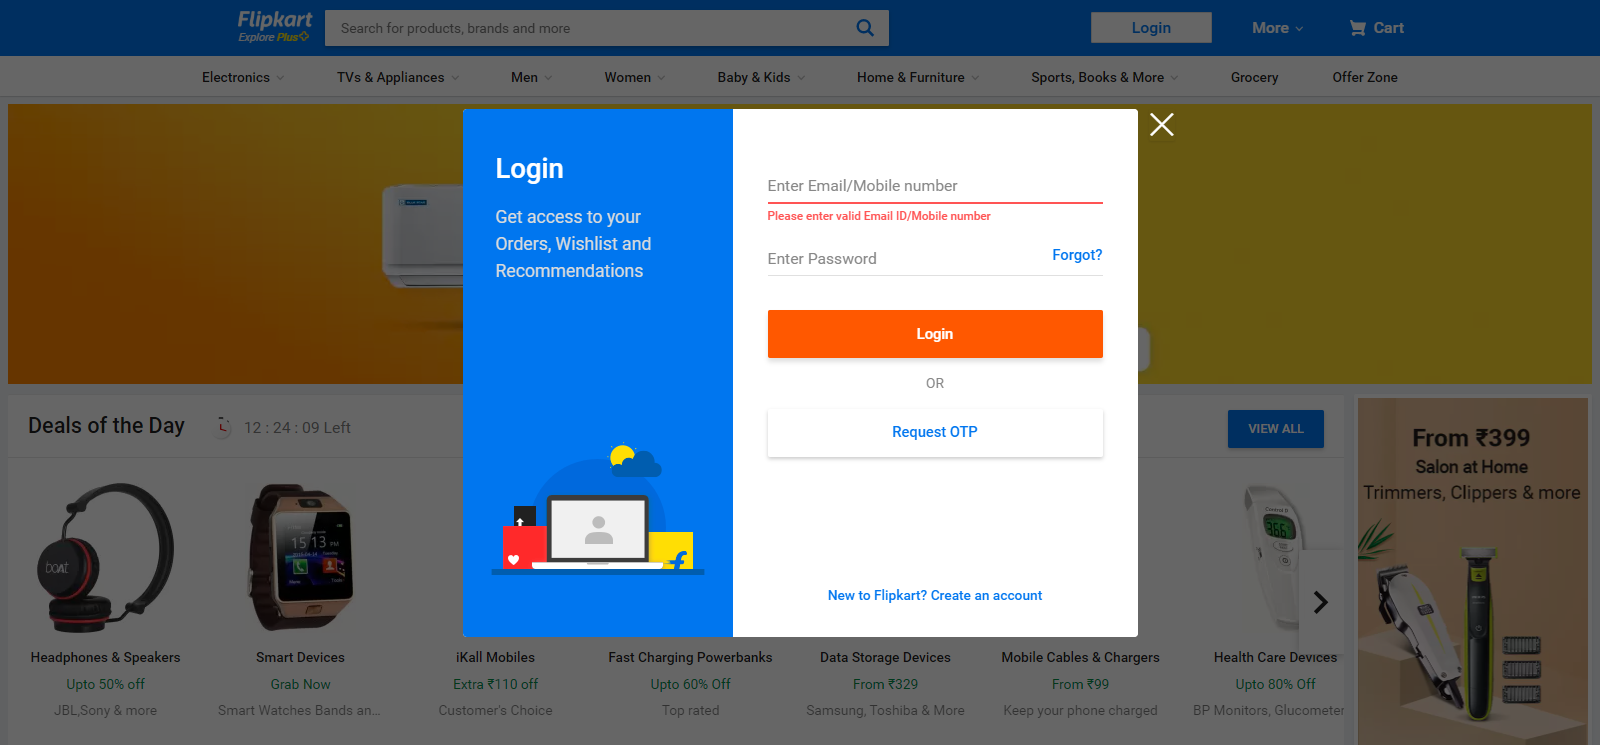 Flipkart
Explore Plus
Search for products, brands and more
Login
More
Cart
Electronics
TVs & Appliances
Men
Women
Baby & Kids
Home & Furniture
Sports, Books & More
Grocery
Offer Zone
Login
Get access to your
Orders, Wishlist and
Recommendations
Enter Email/Mobile number
Please enter valid Email ID/Mobile number
Enter Password
Forgot?
Login
OR
Request OTP
New to Flipkart? Create an account
Deals of the Day
12 : 24 : 09 Left
VIEW ALL
boAt
15 13
Headphones & Speakers
Upto 50% off
JBL,Sony & more
Smart Devices
Grab Now
Smart Watches Bands an...
iKall Mobiles
Extra ₹110 off
Customer's Choice
Fast Charging Powerbanks
Upto 60% Off
Top rated
Data Storage Devices
From ₹329
Samsung, Toshiba & More
Mobile Cables & Chargers
From ₹99
Keep your phone charged
Health Care Devices
Upto 80% Off
BP Monitors, Glucometer
From ₹399
Salon at Home
Trimmers, Clippers & more